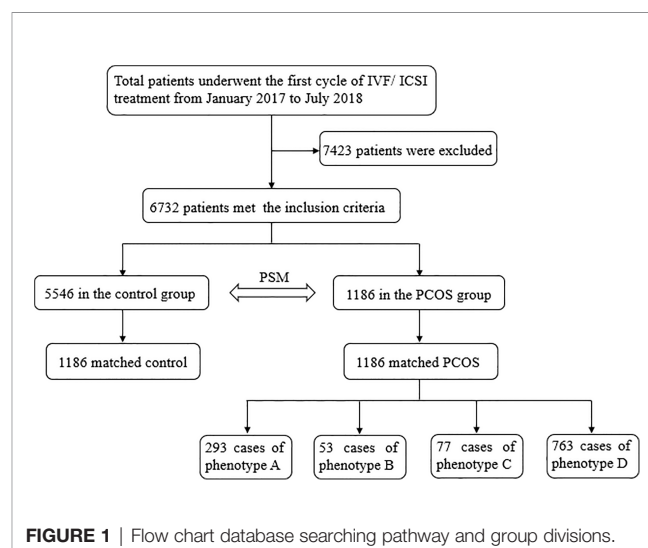 Total patients underwent the first cycle of IVF/ ICSI
treatment from January 2017 to July 2018
7423 patients were excluded
6732 patients met the inclusion criteria
5546 in the control group
PSM
1186 in the PCOS group
1186 matched control
1186 matched PCOS
293 cases of
phenotype A
53 cases of
phenotype B
77 cases of
phenotype C
763 cases of
phenotype D
FIGURE 1 | Flow chart database searching pathway and group divisions.